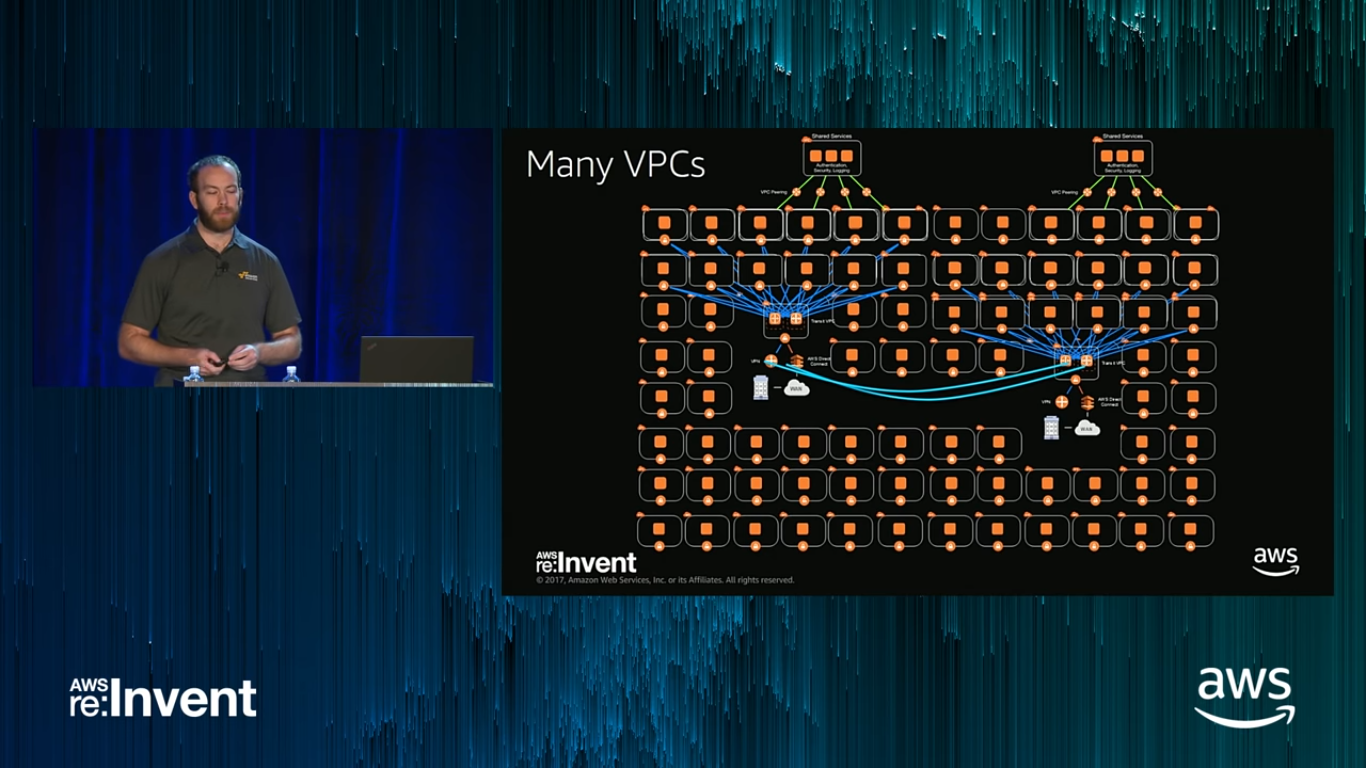 Many VPCs
Shared Services
Authentication,
Security, Logging
VPC Peering
Shared Services
Authentication,
Security, Logging
VPC Peering
Transit VPC
VPN
AWS Direct
Connect
WAN
Transit VPC
VPN
AWS Direct
Connect
WAN
AWS
re:Invent
© 2017, Amazon Web Services, Inc. or its Affiliates. All rights reserved.
aws
AWS
re:Invent
aws